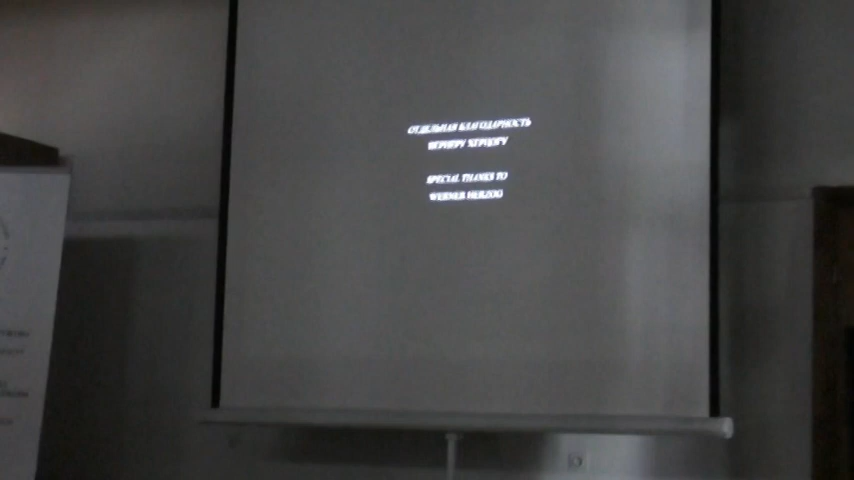 ОТДЕЛЬНАЯ БЛАГОДАРНОСТЬ
ВЕРНЕРУ ХЕРЦОГУ
SPECIAL THANKS TO
WERNER HERZOG